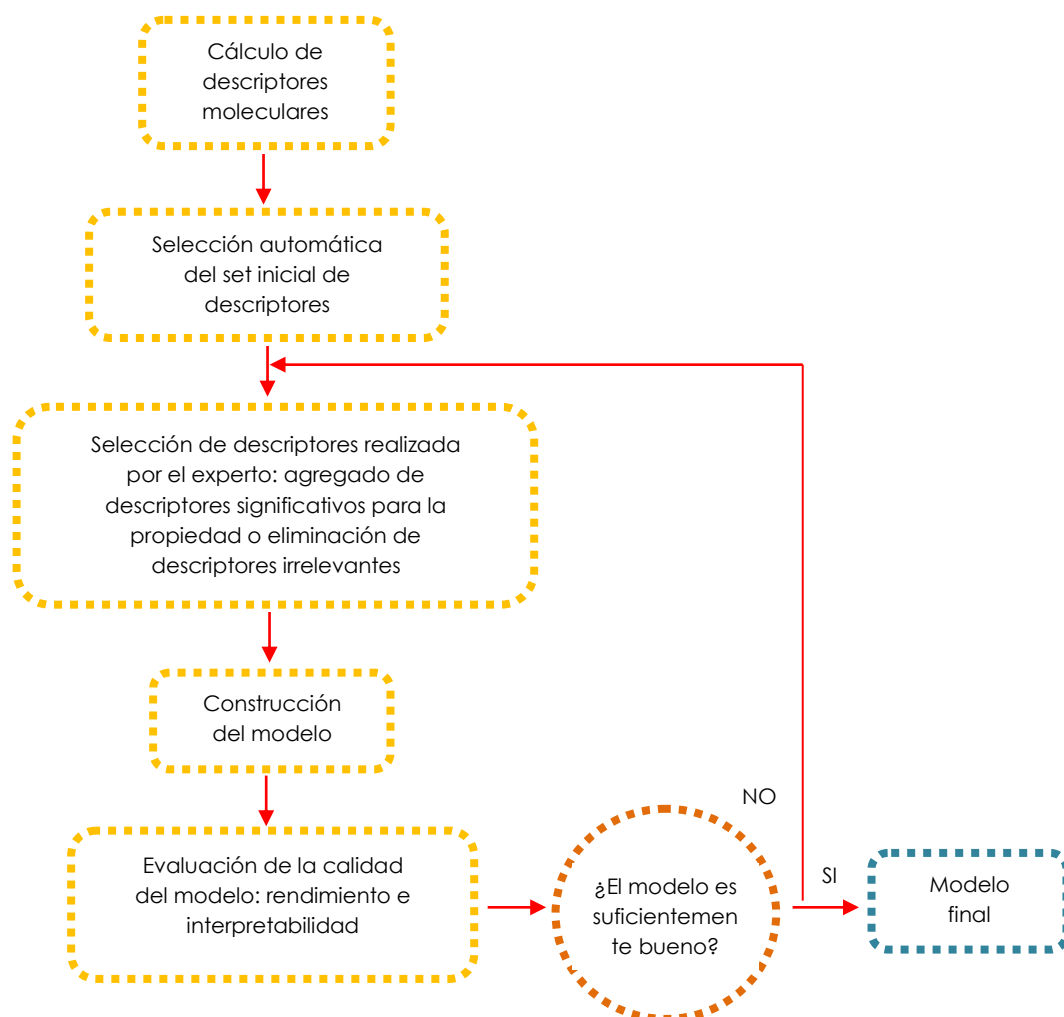 Cálculo de
descriptores
moleculares
Selección automática
del set inicial de
descriptores
Selección de descriptores realizada
por el experto: agregado de
descriptores significativos para la
propiedad o eliminación de
descriptores irrelevantes
Construcción
del modelo
Evaluación de la calidad
del modelo: rendimiento e
interpretabilidad
¿El modelo es
suficientemen
te bueno?
NO
SI
Modelo
final